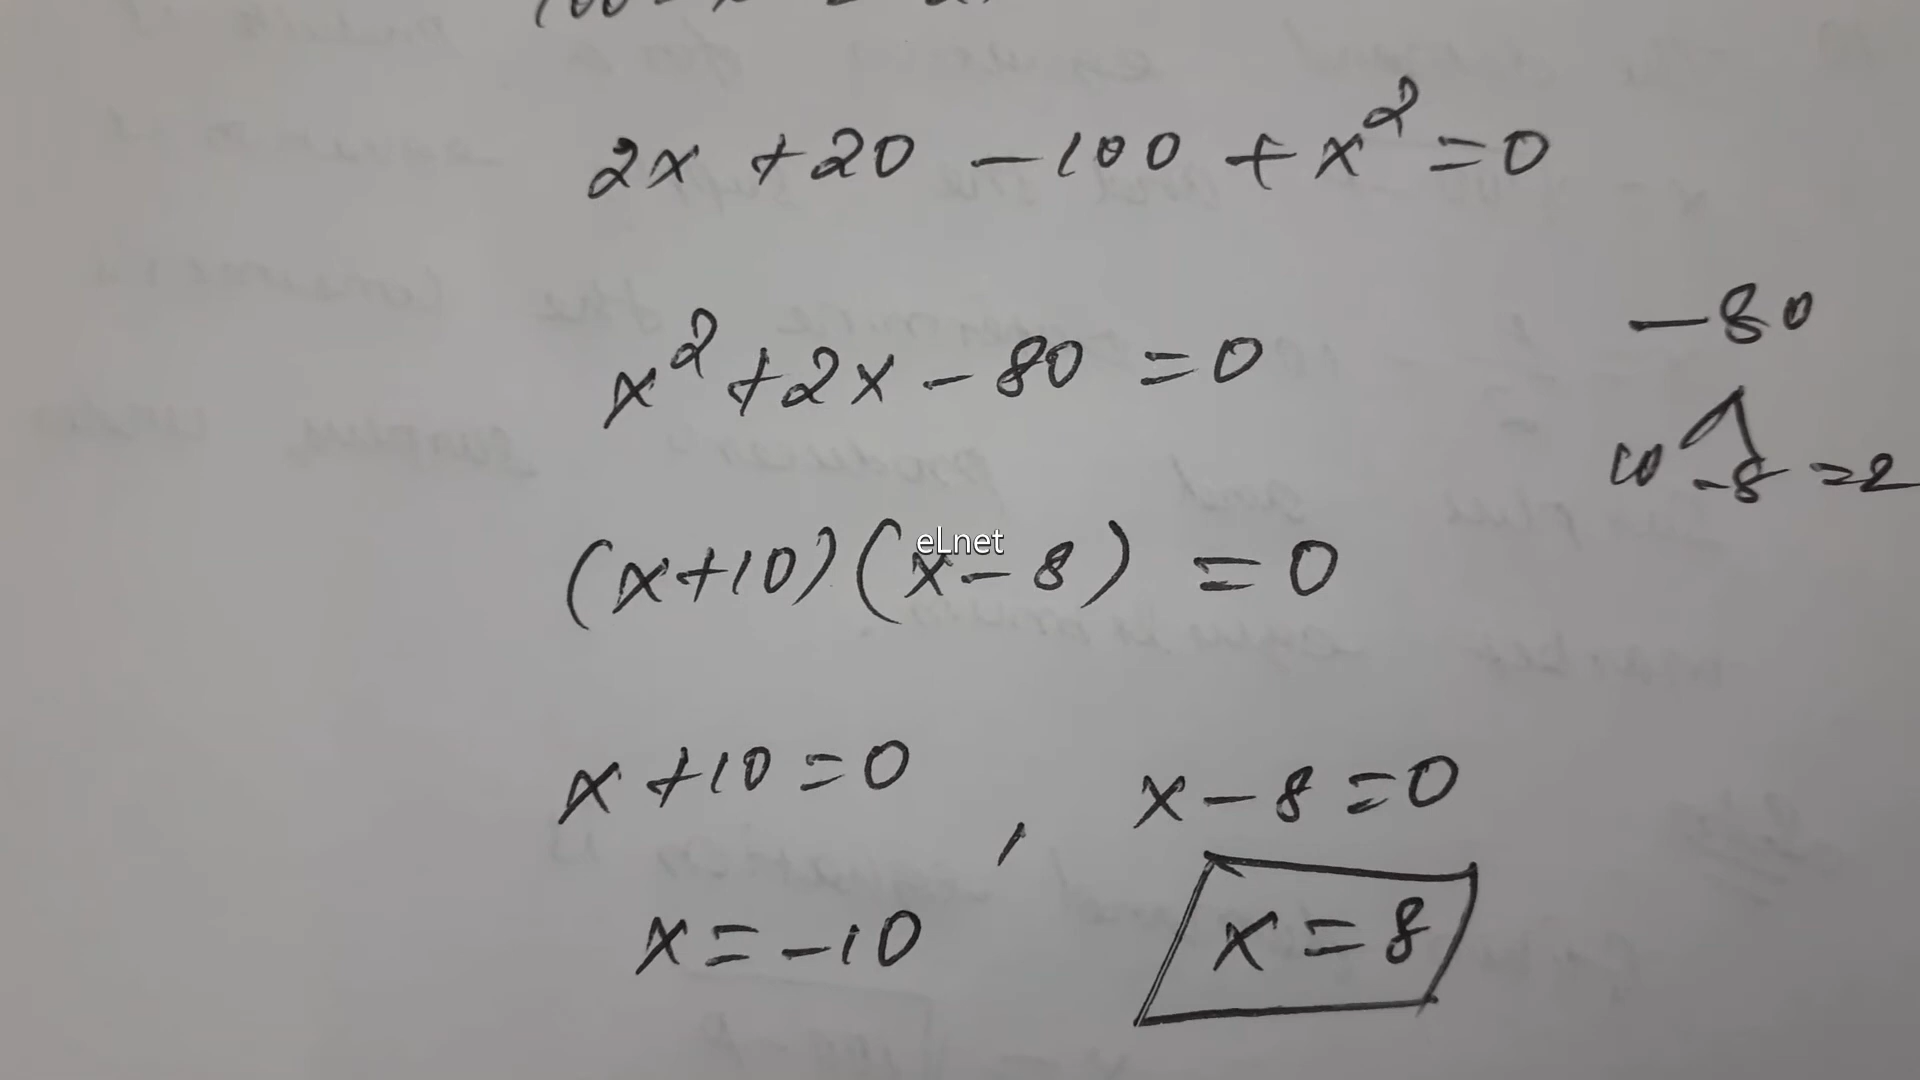 2x + 20 - 100 + x² = 0
x² + 2x - 80 = 0
-80
10 -8 = 2
(x+10)(x-8) = 0
eLnet
x + 10 = 0 , x - 8 = 0
x = -10 x = 8